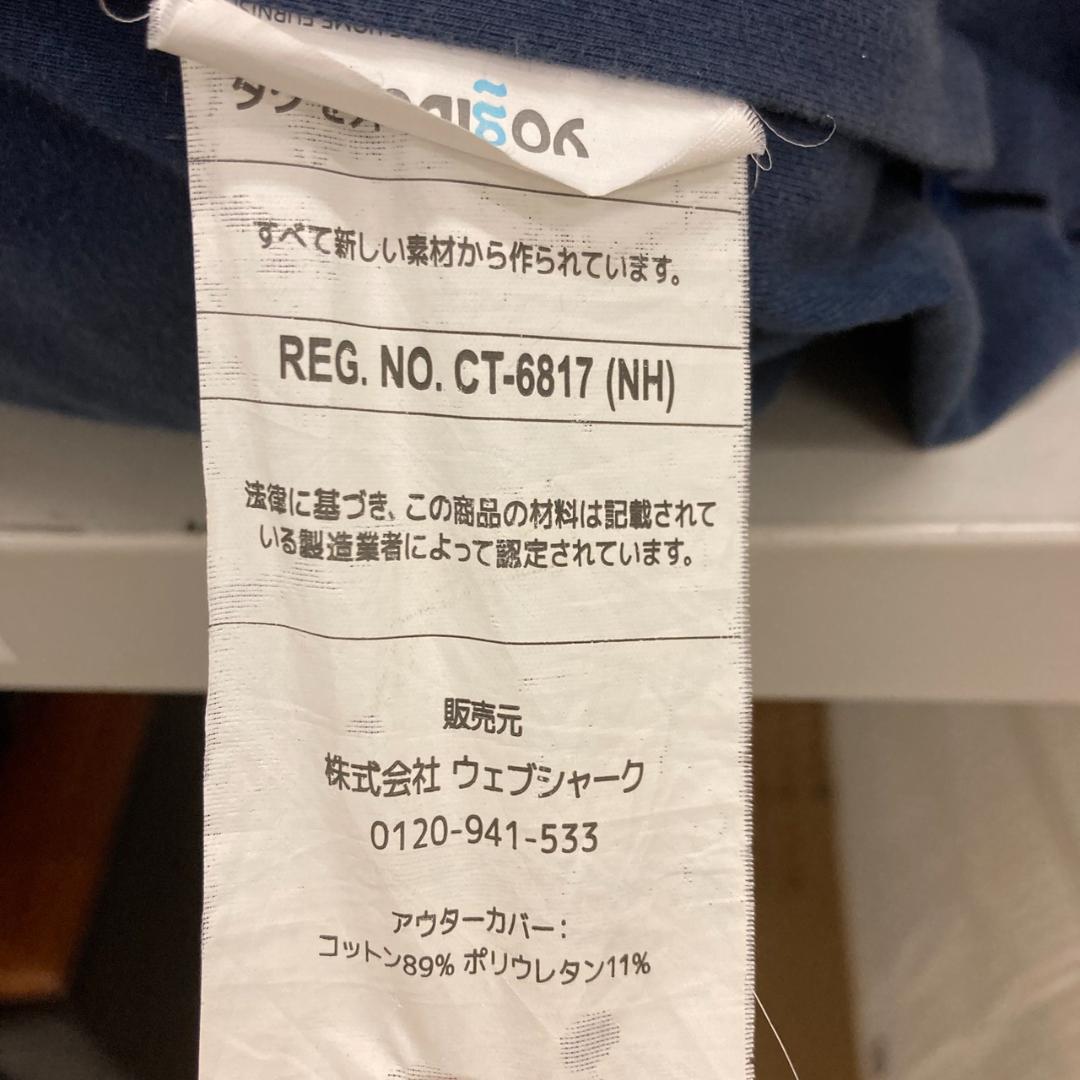 HOME FURNISH
yogibo
すべて新しい素材から作られています。
REG. NO. CT-6817 (NH)
法律に基づき、この商品の材料は記載されて
いる製造業者によって認定されています。
販売元
株式会社 ウェブシャーク
0120-941-533
アウターカバー:
コットン89% ポリウレタン11%